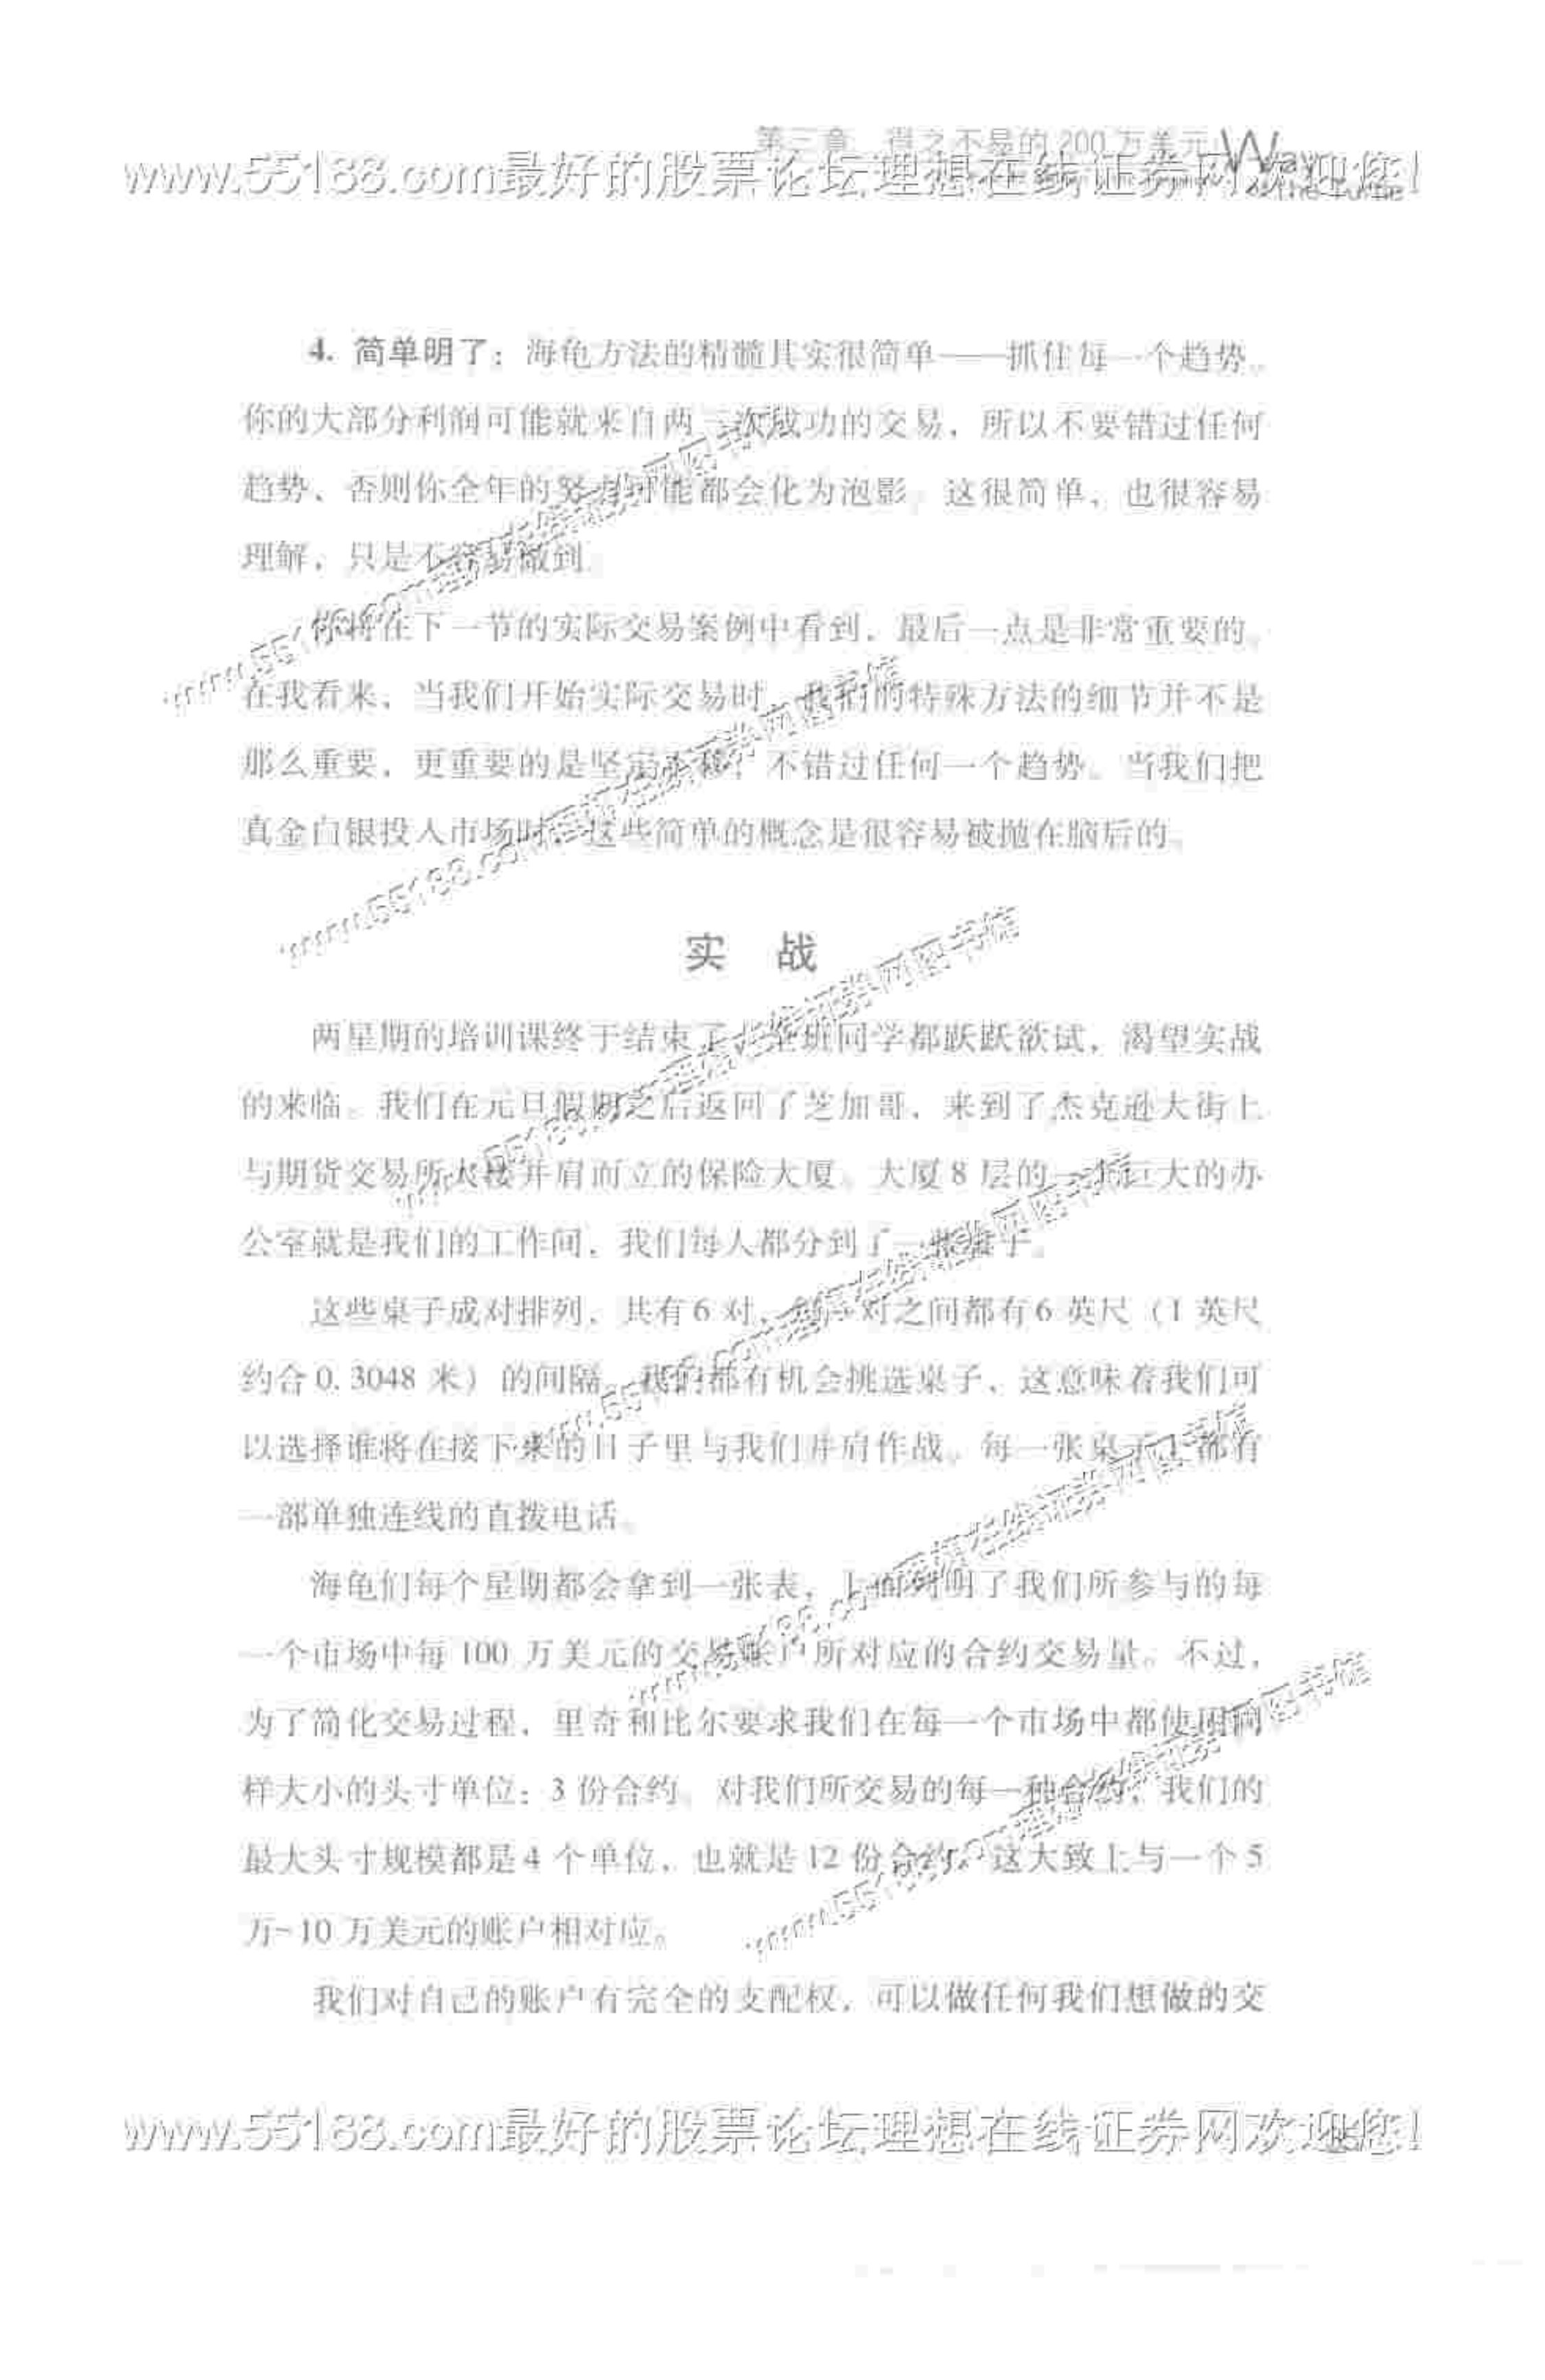 第三章 得之不易的 200 万美元
Way
www.55188.com最好的股票论坛理想在线证券网欢迎您!
4. 简单明了：海龟方法的精髓其实很简单——抓住每一个趋势。
你的大部分利润可能就来自两三次成功的交易，所以不要错过任何
趋势，否则你全年的努力可能都会化为泡影。这很简单，也很容易
理解，只是不容易做到。
你将在下一节的实际交易案例中看到，最后一点是非常重要的。
在我看来，当我们开始实际交易时，我们的特殊方法的细节并不是
那么重要，更重要的是坚定不移，不错过任何一个趋势。当我们把
真金白银投入市场时，这些简单的概念是很容易被抛在脑后的。
实 战
两星期的培训课终于结束了，全班同学都跃跃欲试，渴望实战
的来临。我们在元旦假期之后返回了芝加哥，来到了杰克逊大街上
与期货交易所大楼并肩而立的保险大厦。大厦 8 层的一个巨大的办
公室就是我们的工作间，我们每人都分到了一张桌子。
这些桌子成对排列，共有 6 对，每一对之间都有 6 英尺（1 英尺
约合 0.3048 米）的间隔。我们都有机会挑选桌子，这意味着我们可
以选择谁将在接下来的日子里与我们并肩作战。每一张桌子上都有
一部单独连线的直拨电话。
海龟们每个星期都会拿到一张表，上面列明了我们所参与的每
一个市场中每 100 万美元的交易账户所对应的合约交易量。不过，
为了简化交易过程，里奇和比尔要求我们在每一个市场中都使用同
样大小的头寸单位：3 份合约。对我们所交易的每一种合约，我们的
最大头寸规模都是 4 个单位，也就是 12 份合约。这大致上与一个 5
万~10 万美元的账户相对应。
我们对自己的账户有完全的支配权，可以做任何我们想做的交
www.55188.com最好的股票论坛理想在线证券网欢迎您!